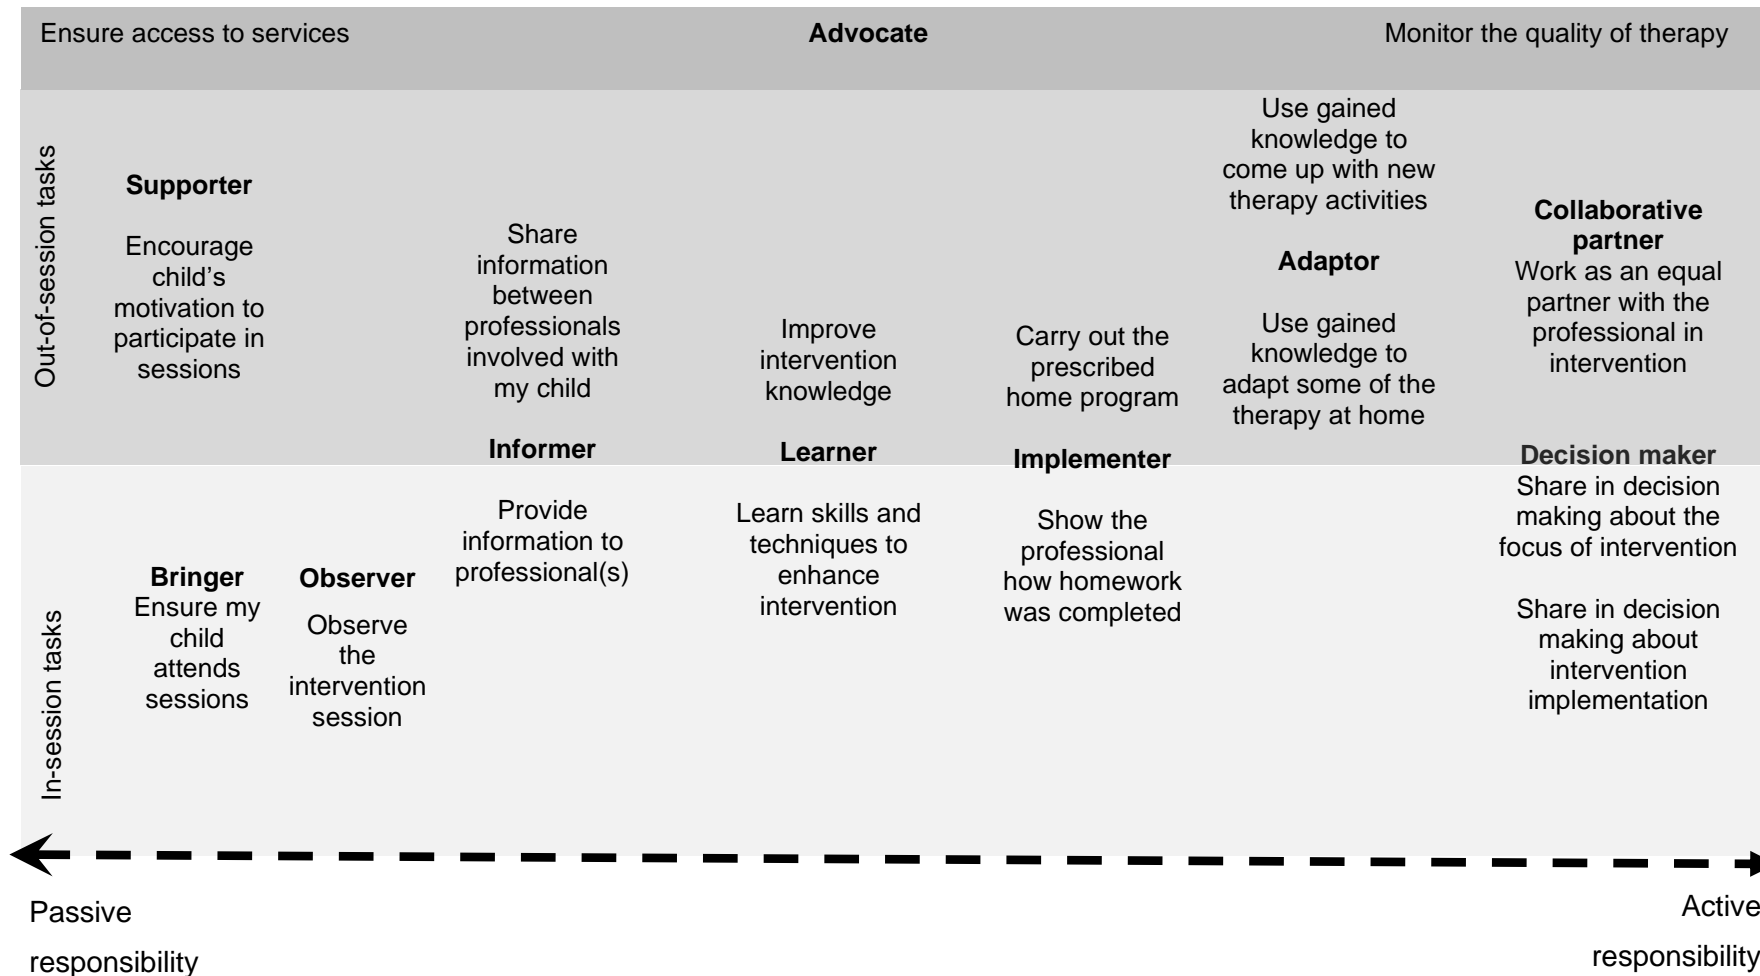 Ensure access to services
Advocate
Monitor the quality of therapy
Out-of-session tasks
Supporter
Encourage
child’s
motivation to
participate in
sessions
Share
information
between
professionals
involved with
my child
Informer
Provide
information to
professional(s)
Improve
intervention
knowledge
Learner
Learn skills and
techniques to
enhance
intervention
Carry out the
prescribed
home program
Implementer
Show the
professional
how homework
was completed
Use gained
knowledge to
come up with new
therapy activities
Adaptor
Use gained
knowledge to
adapt some of the
therapy at home
Collaborative
partner
Work as an equal
partner with the
professional in
intervention
Decision maker
Share in decision
making about the
focus of intervention
Share in decision
making about
intervention
implementation
In-session tasks
Bringer
Ensure my
child
attends
sessions
Observer
Observe
the
intervention
session
Passive
responsibility
Active
responsibility